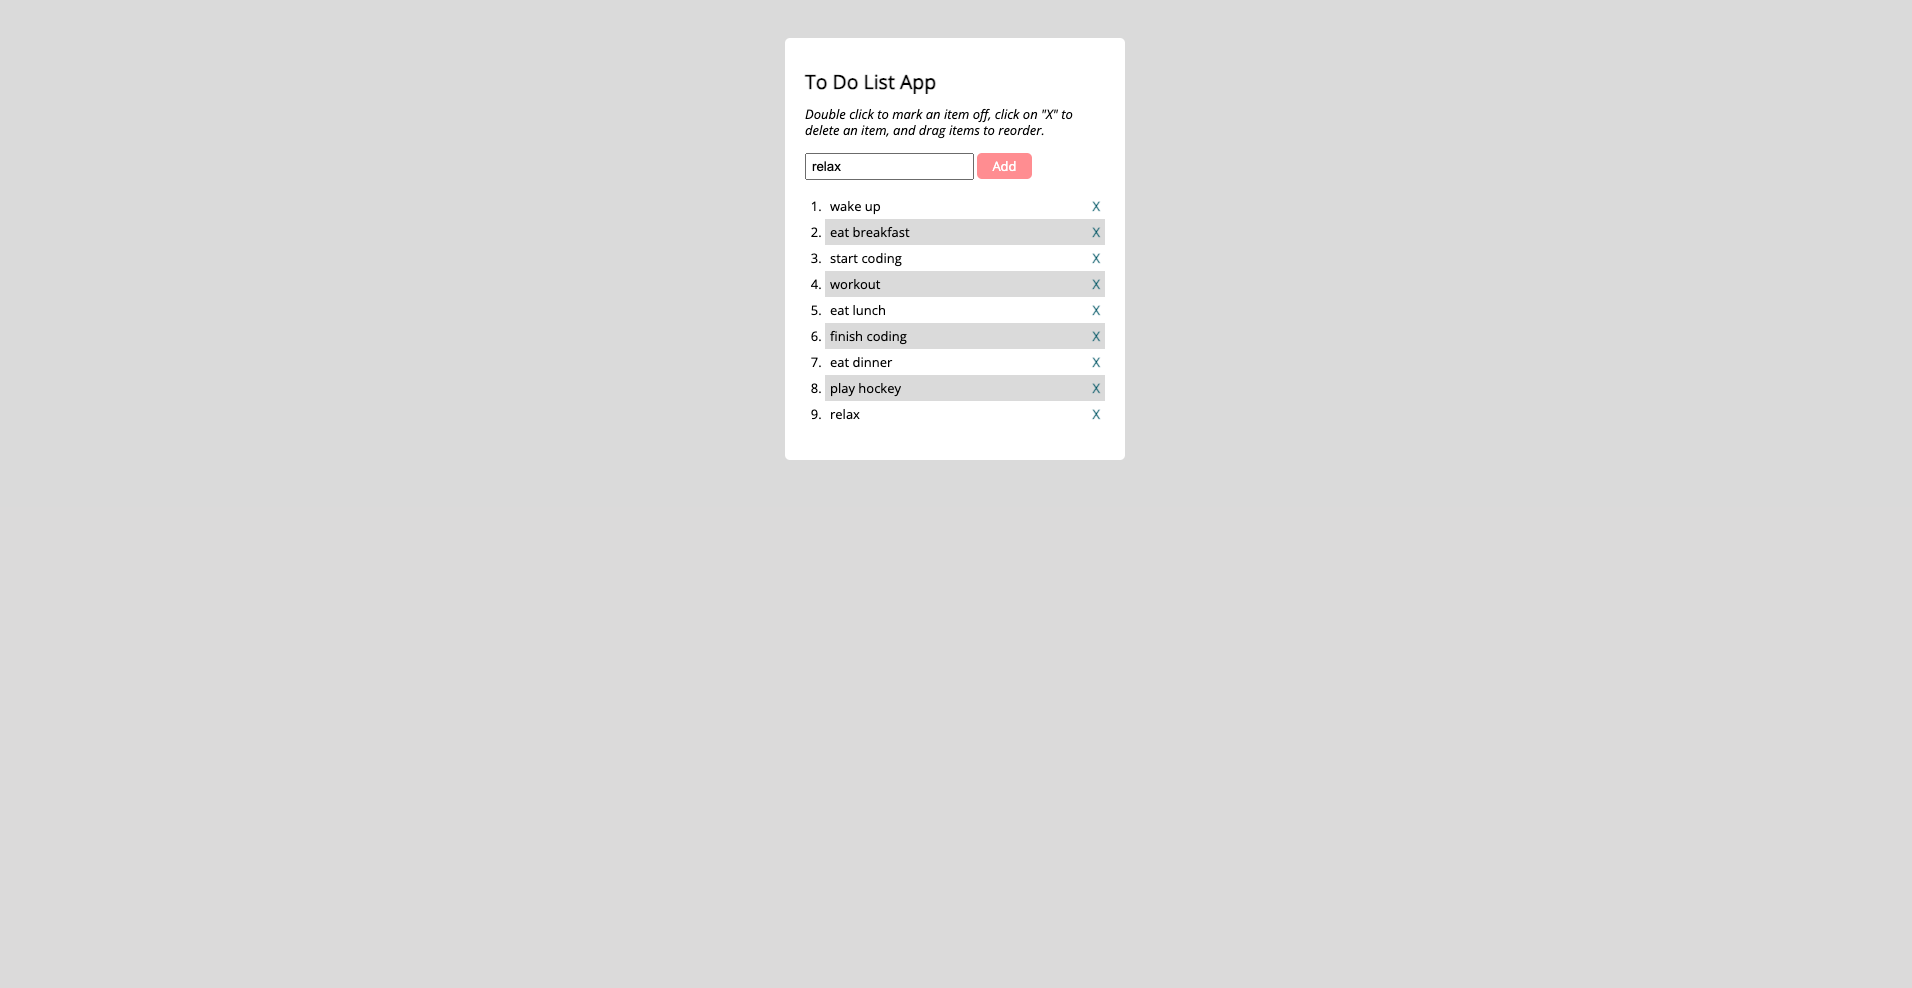 To Do List App
Double click to mark an item off, click on "X" to
delete an item, and drag items to reorder.
relax Add
1. wake up X
2. eat breakfast X
3. start coding X
4. workout X
5. eat lunch X
6. finish coding X
7. eat dinner X
8. play hockey X
9. relax X